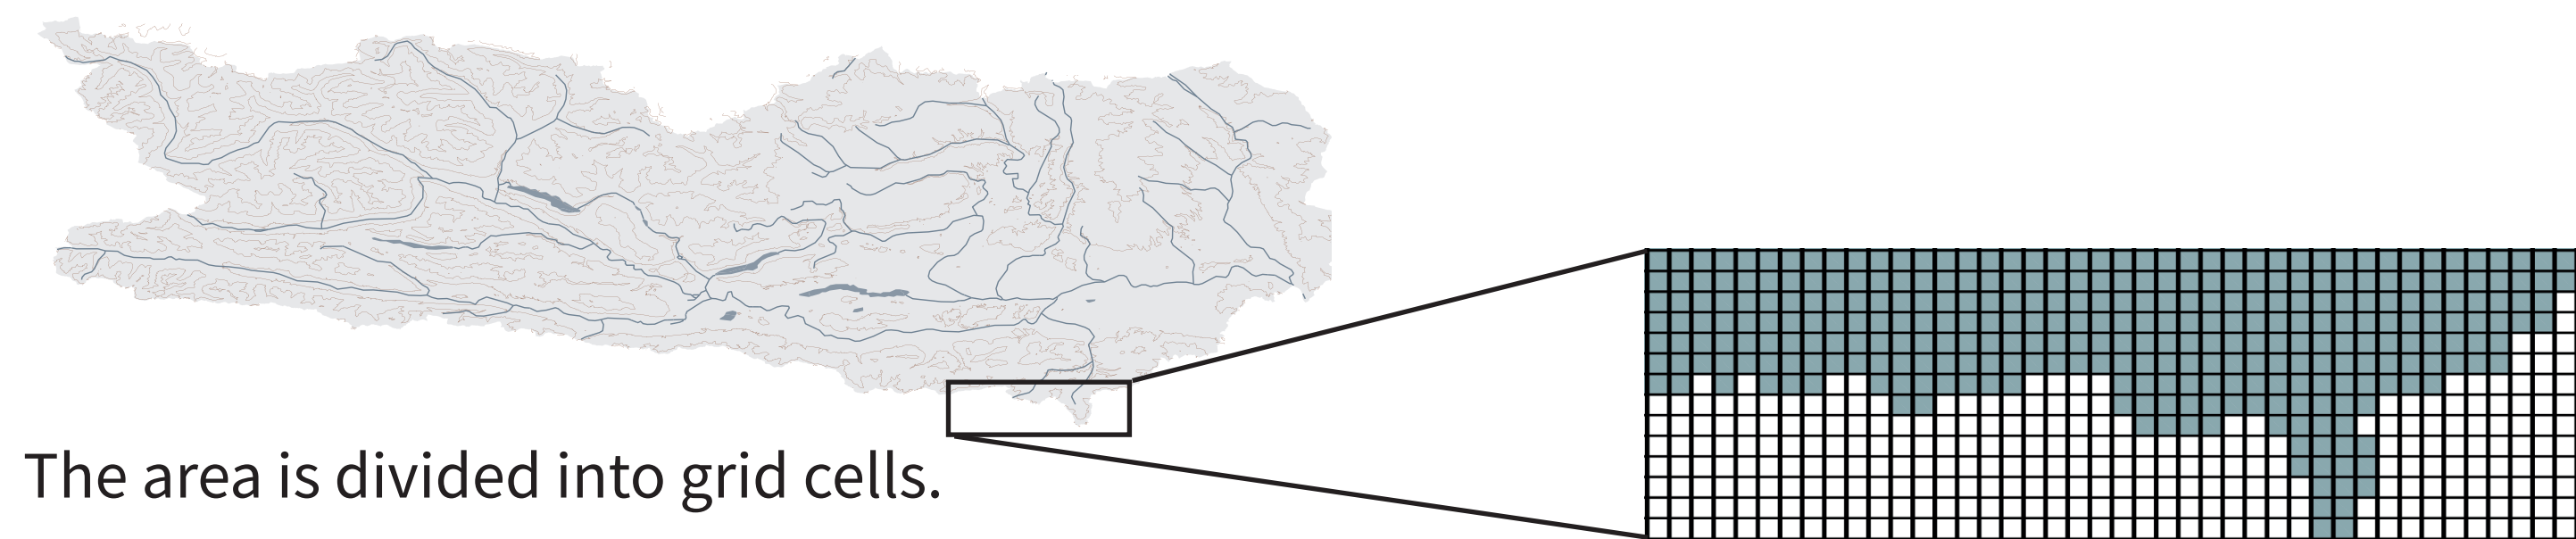 The area is divided into grid cells.